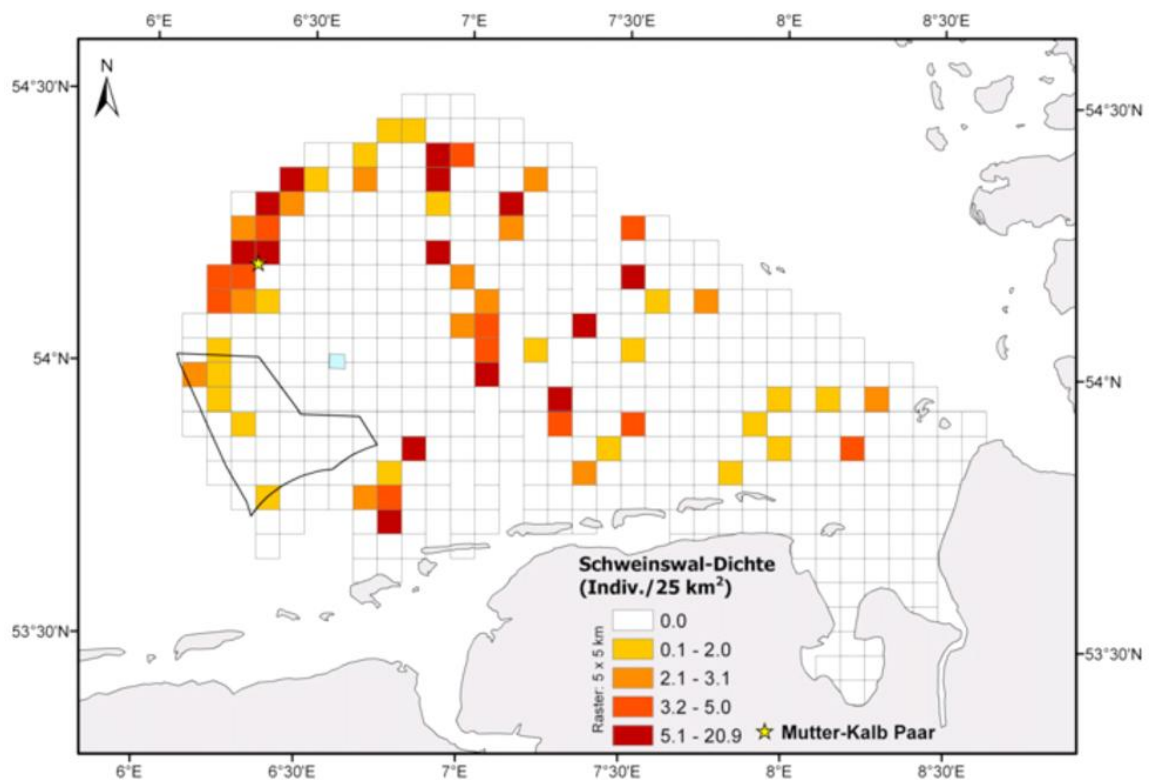 6°E 6°30'E 7°E 7°30'E 8°E 8°30'E
54°30'N
54°30'N
N
54°N
54°N
53°30'N
53°30'N
Schweinswal-Dichte
(Indiv./25 km²)
Raster: 5 x 5 km
0.0
0.1 - 2.0
2.1 - 3.1
3.2 - 5.0
5.1 - 20.9
Mutter-Kalb Paar
6°E 6°30'E 7°E 7°30'E 8°E 8°30'E